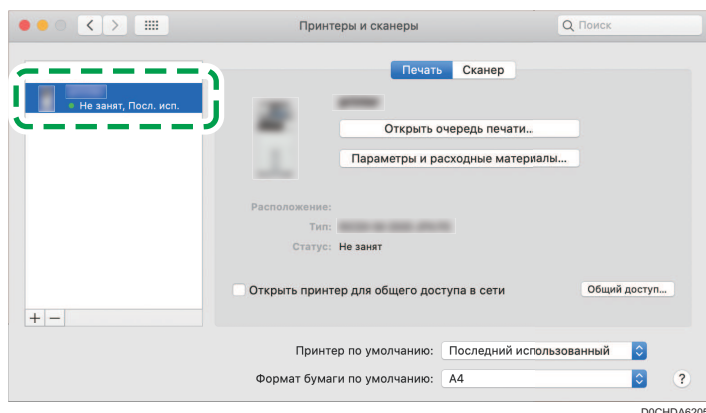 Принтеры и сканеры
Поиск
Печать Сканер
Не занят, Посл. исп.
Открыть очередь печати...
Параметры и расходные материалы...
Расположение:
Тип:
Статус: Не занят
Открыть принтер для общего доступа в сети
Общий доступ...
+ −
Принтер по умолчанию: Последний использованный
Формат бумаги по умолчанию: A4
?
D0CHDA6205